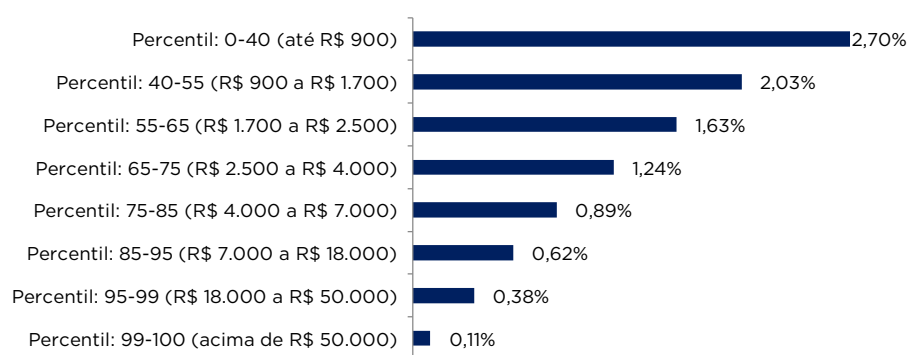 Percentil: 0-40 (até R$ 900) 2,70%
Percentil: 40-55 (R$ 900 a R$ 1.700) 2,03%
Percentil: 55-65 (R$ 1.700 a R$ 2.500) 1,63%
Percentil: 65-75 (R$ 2.500 a R$ 4.000) 1,24%
Percentil: 75-85 (R$ 4.000 a R$ 7.000) 0,89%
Percentil: 85-95 (R$ 7.000 a R$ 18.000) 0,62%
Percentil: 95-99 (R$ 18.000 a R$ 50.000) 0,38%
Percentil: 99-100 (acima de R$ 50.000) 0,11%